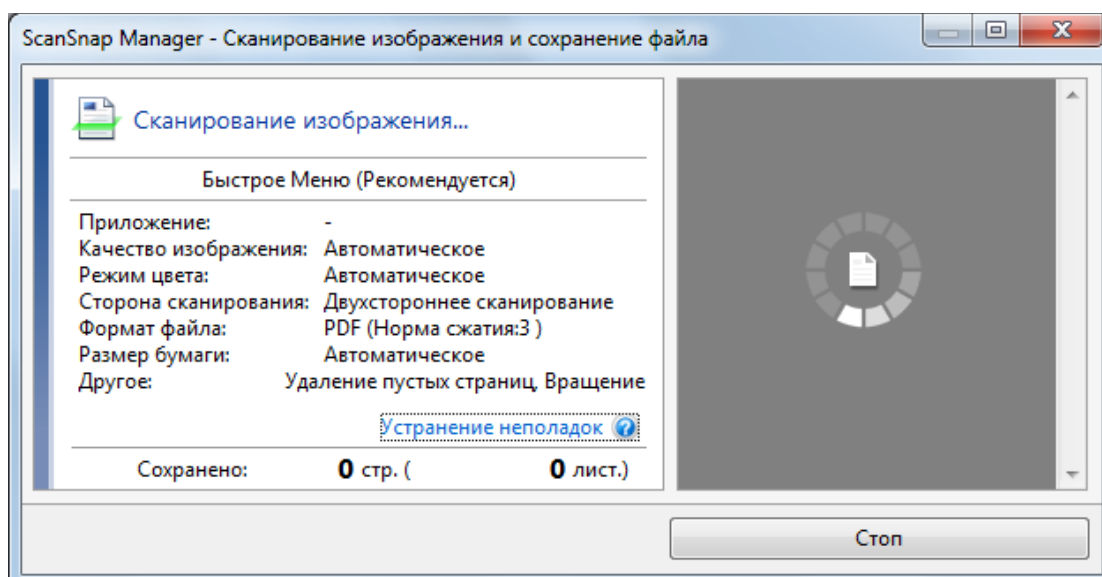 ScanSnap Manager - Сканирование изображения и сохранение файла
Сканирование изображения...
Быстрое Меню (Рекомендуется)
Приложение: -
Качество изображения: Автоматическое
Режим цвета: Автоматическое
Сторона сканирования: Двухстороннее сканирование
Формат файла: PDF (Норма сжатия:3 )
Размер бумаги: Автоматическое
Другое: Удаление пустых страниц, Вращение
Устранение неполадок
Сохранено: 0 стр. ( 0 лист.)
Стоп